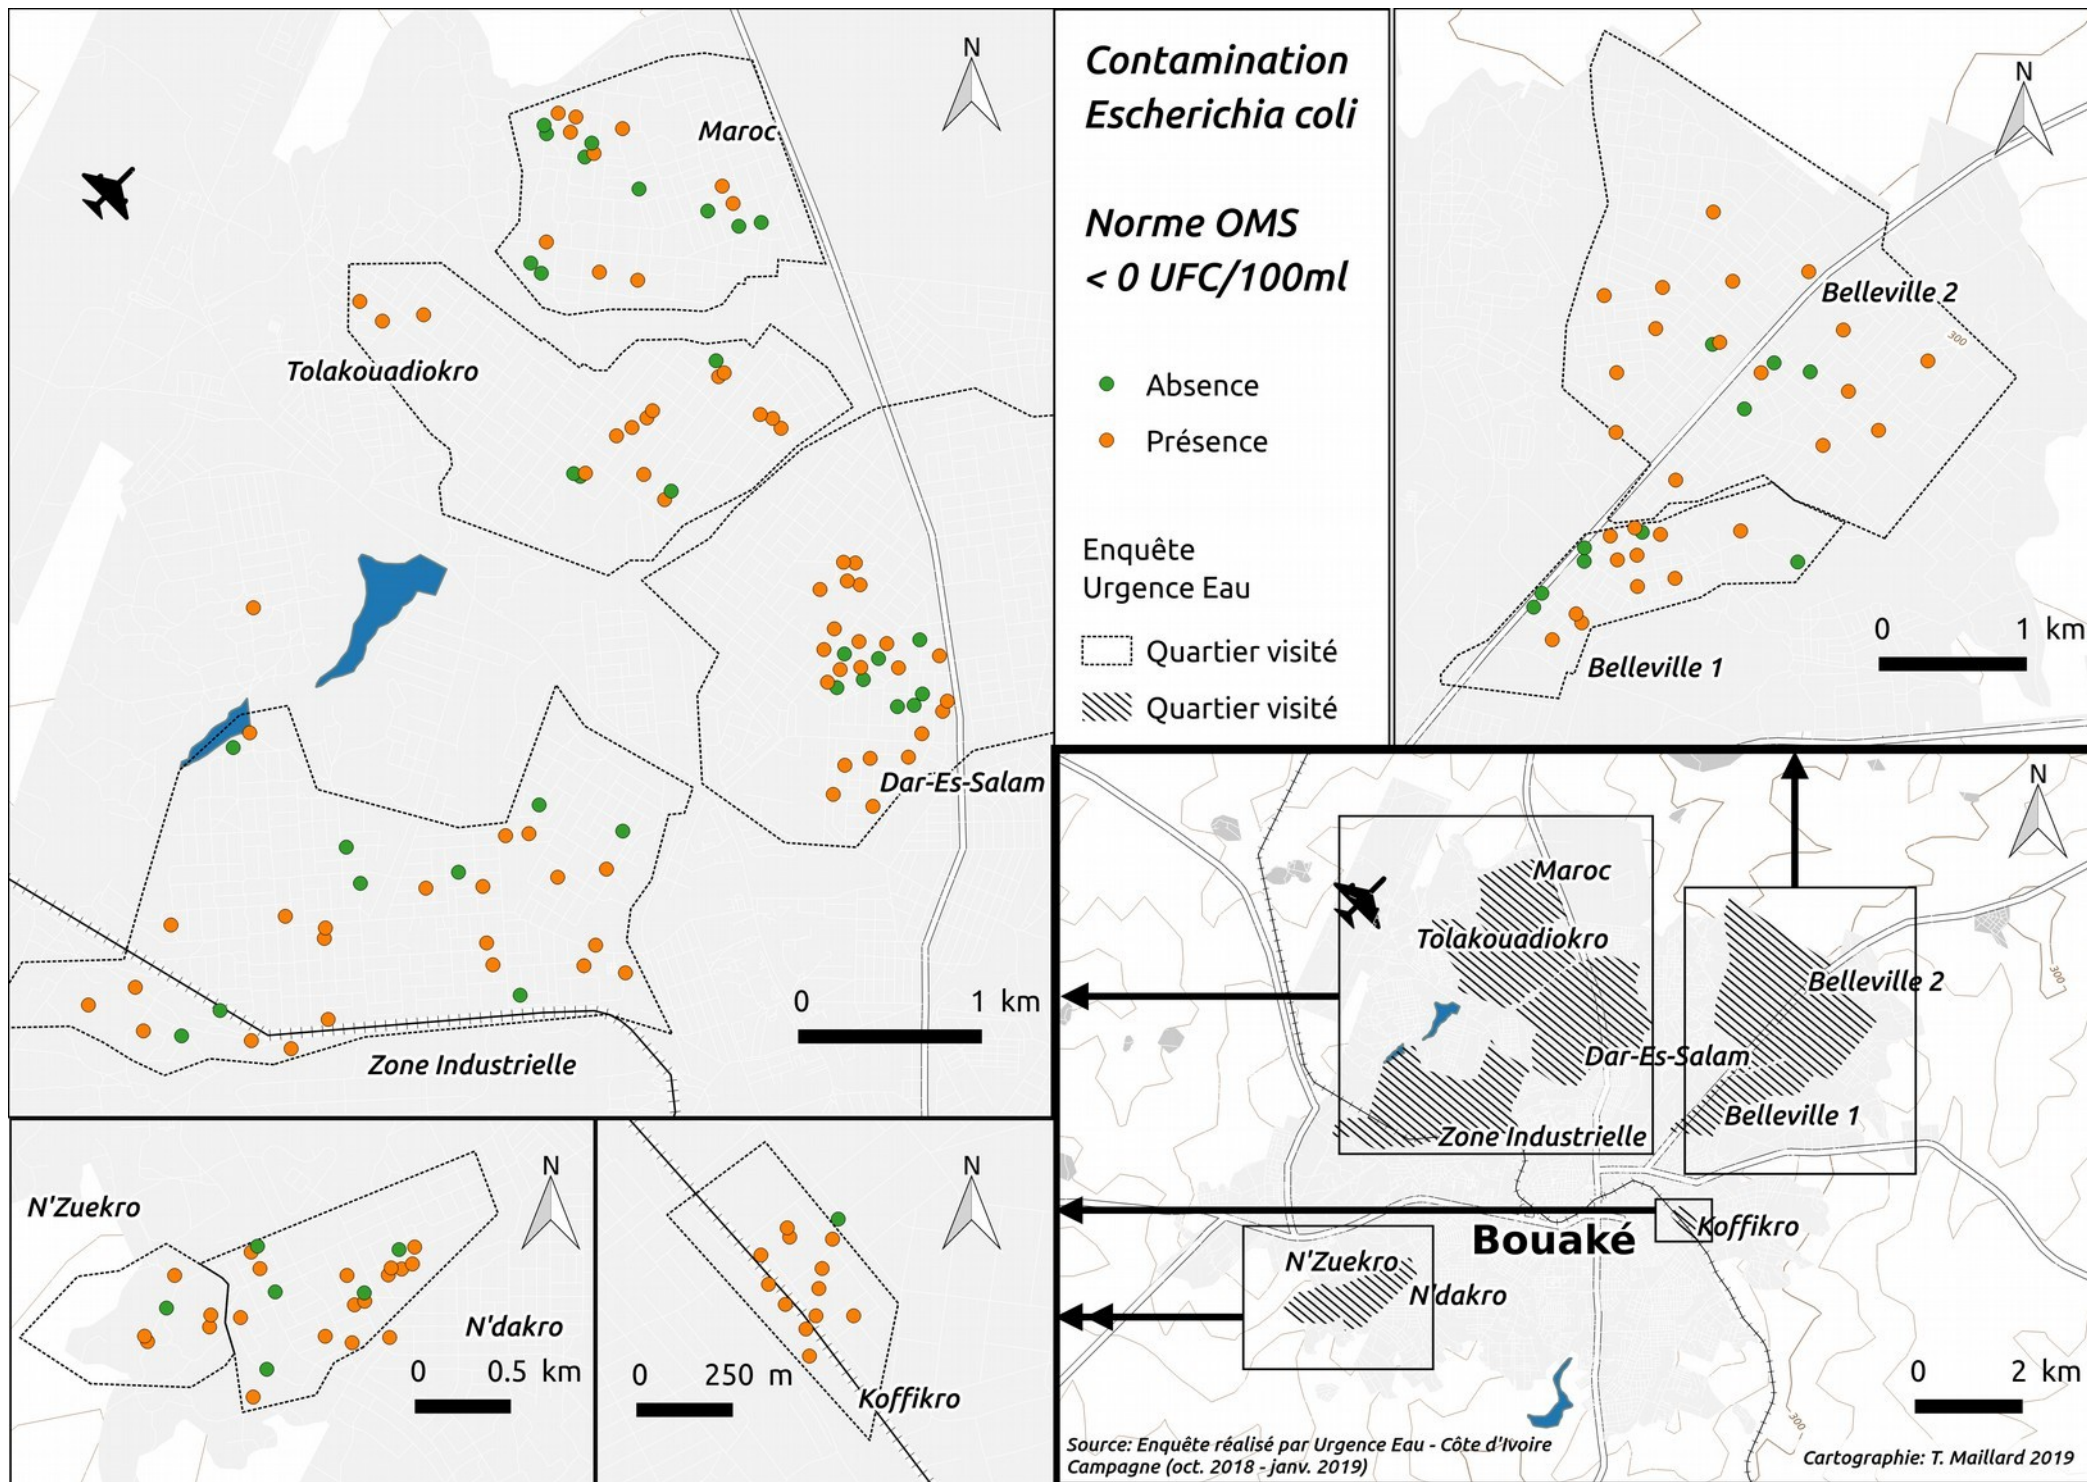 N
Maroc
Tolakouadiokro
Dar-Es-Salam
0 1 km
Zone Industrielle
Contamination
Escherichia coli
Norme OMS
< 0 UFC/100ml
Absence
Présence
Enquête
Urgence Eau
Quartier visité
Quartier visité
N
Belleville 2
300
0 1 km
Belleville 1
N'Zuekro
N
N'dakro
0 0.5 km
N
0 250 m
Koffikro
N
Maroc
Tolakouadiokro
Belleville 2
300
Dar-Es-Salam
Belleville 1
Zone Industrielle
Koffikro
Bouaké
N'Zuekro
N'dakro
0 2 km
300
Source: Enquête réalisé par Urgence Eau - Côte d'Ivoire
Campagne (oct. 2018 - janv. 2019)
Cartographie: T. Maillard 2019